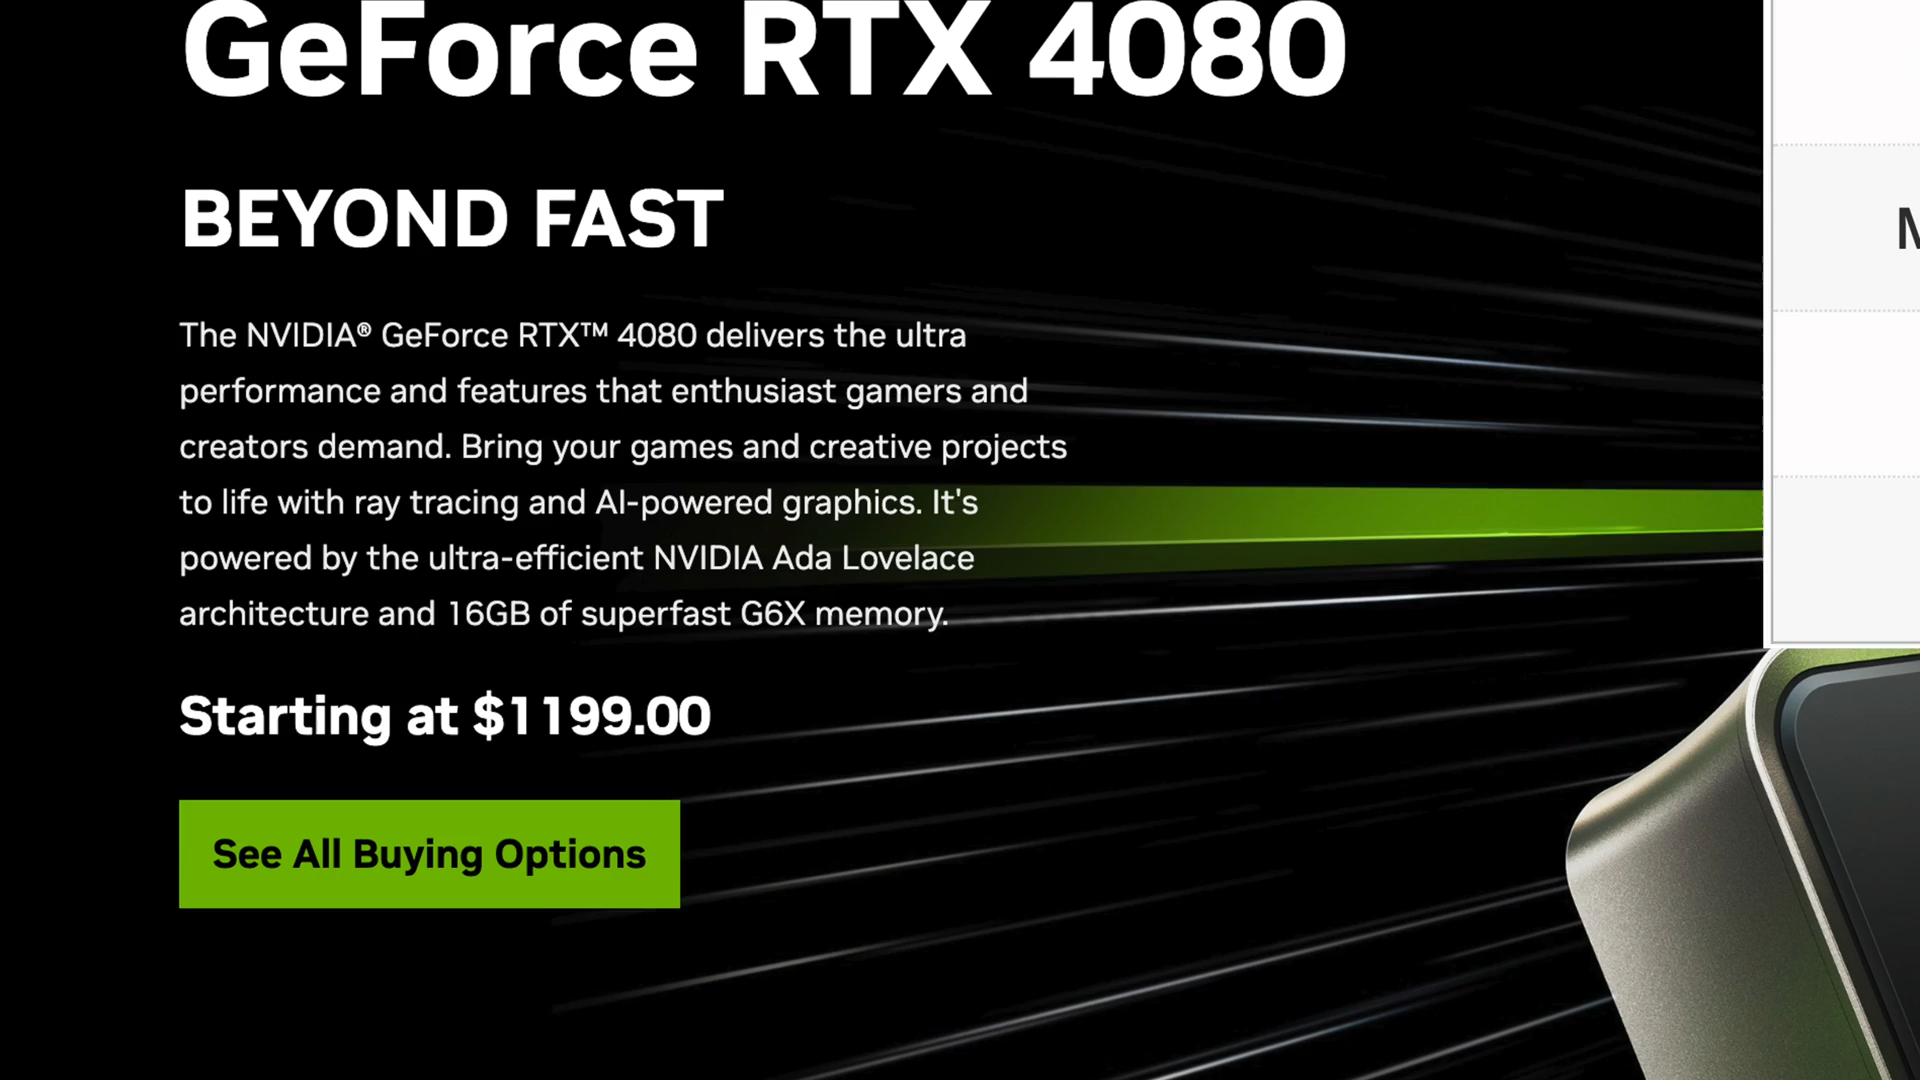 GeForce RTX 4080
BEYOND FAST
The NVIDIA® GeForce RTX™ 4080 delivers the ultra
performance and features that enthusiast gamers and
creators demand. Bring your games and creative projects
to life with ray tracing and AI-powered graphics. It's
powered by the ultra-efficient NVIDIA Ada Lovelace
architecture and 16GB of superfast G6X memory.
Starting at $1199.00
See All Buying Options